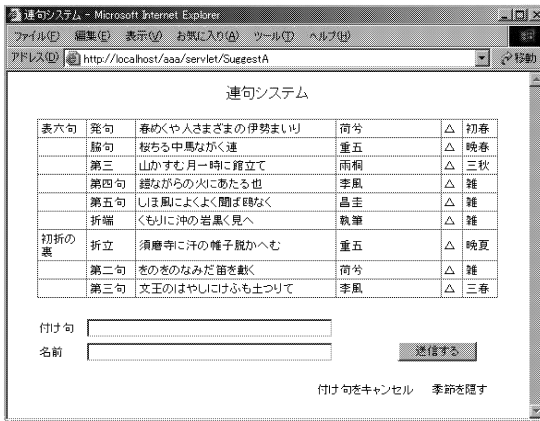 連句システム - Microsoft Internet Explorer
ファイル(F) 編集(E) 表示(V) お気に入り(A) ツール(T) ヘルプ(H)
アドレス(D) http://localhost/aaa/servlet/SuggestA 移動
連句システム
表六句 発句 春めくや人さまざまの伊勢まいり 荷兮 △ 初春
脇句 桜ちる中馬ながく連 重五 △ 晩春
第三 山かすむ月一時に館立て 雨桐 △ 三秋
第四句 鎧ながらの火にあたる也 李風 △ 雑
第五句 しほ風によくよく聞ば鴎なく 昌圭 △ 雑
折端 くもりに沖の岩黒く見へ 執筆 △ 雑
初折の裏 折立 須磨寺に汗の帷子脱かへむ 重五 △ 晩夏
第二句 をのをのなみだ笛を戴く 荷兮 △ 雑
第三句 文王のはやしにけふも土つりて 李風 △ 三春
付け句
名前 送信する
付け句をキャンセル 季節を隠す